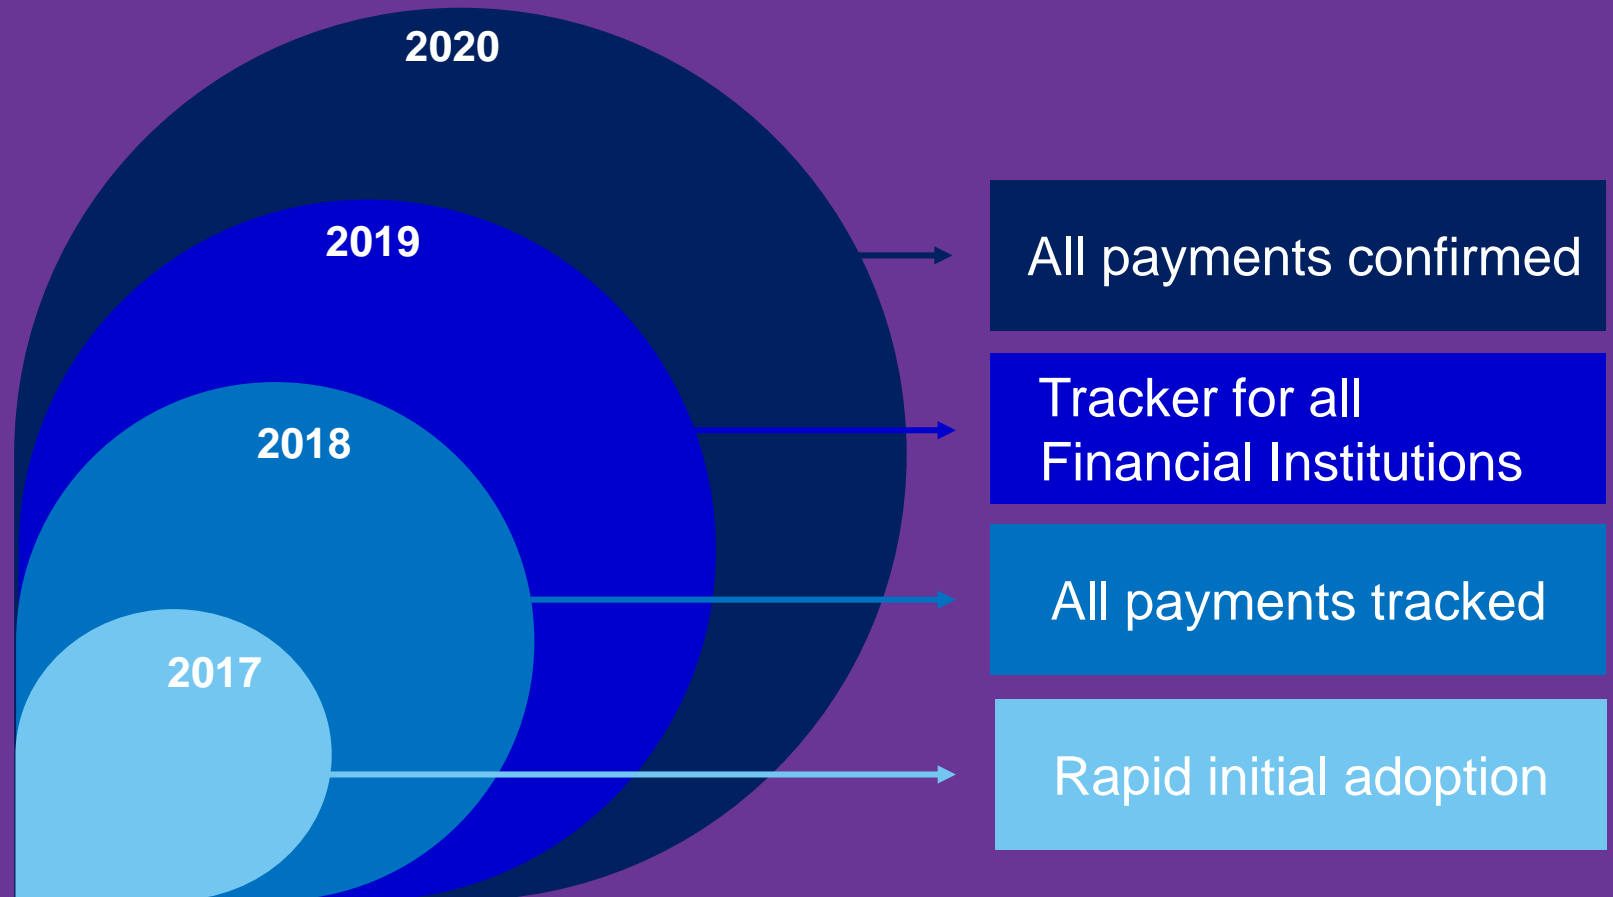 2020
2019
2018
2017
All payments confirmed
Tracker for all
Financial Institutions
All payments tracked
Rapid initial adoption